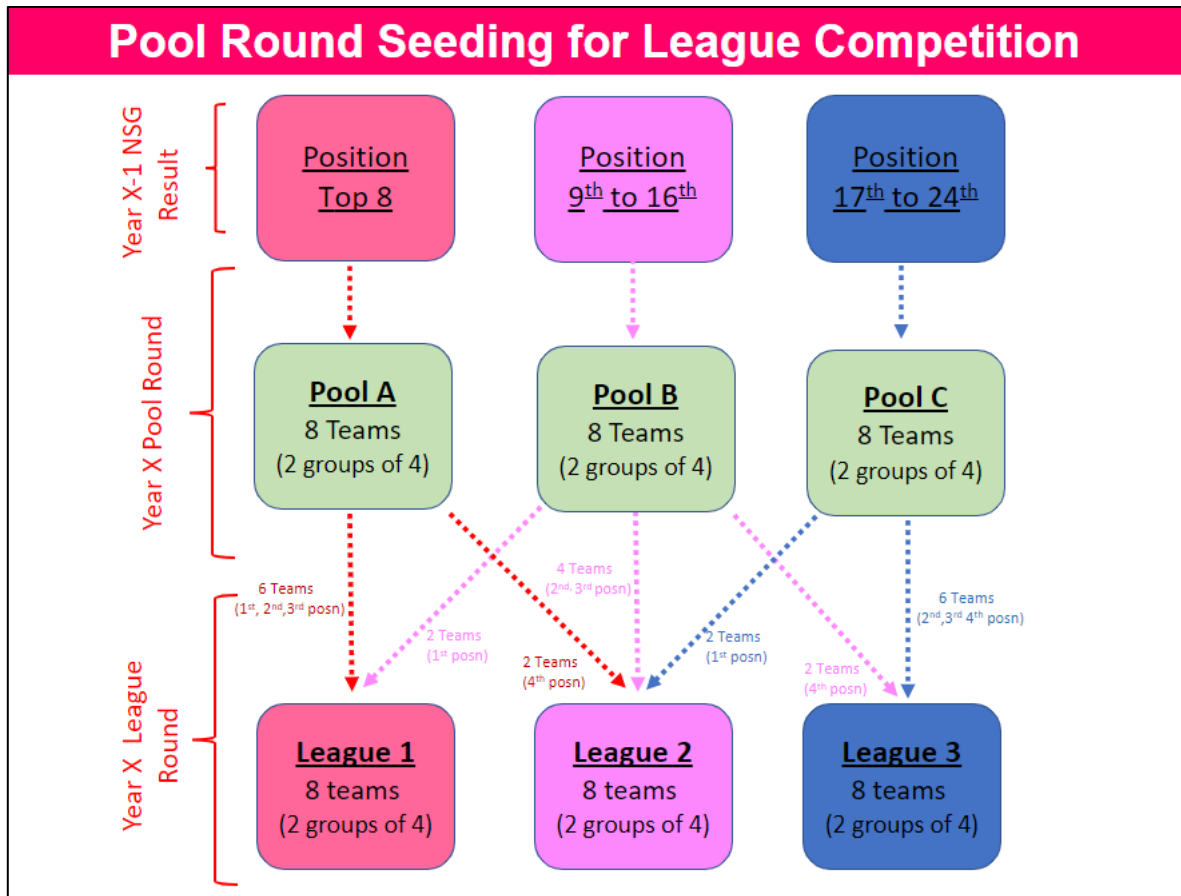 Pool Round Seeding for League Competition
Year X-1 NSG
Result
Position
Top 8
Position
9th to 16th
Position
17th to 24th
Year X Pool Round
Pool A
8 Teams
(2 groups of 4)
Pool B
8 Teams
(2 groups of 4)
Pool C
8 Teams
(2 groups of 4)
6 Teams
(1st, 2nd,3rd posn)
2 Teams
(1st posn)
2 Teams
(4th posn)
4 Teams
(2nd, 3rd posn)
2 Teams
(1st posn)
2 Teams
(4th posn)
6 Teams
(2nd,3rd 4th posn)
Year X League
Round
League 1
8 teams
(2 groups of 4)
League 2
8 teams
(2 groups of 4)
League 3
8 teams
(2 groups of 4)